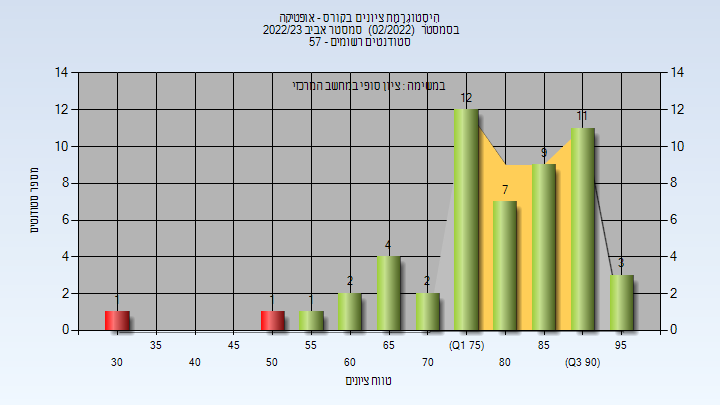 היסטוגרמת ציונים בקורס - אופטיקה
בסמסטר (02/2022) סמסטר אביב 2022/23
סטודנטים רשומים - 57
במשימה : ציון סופי במחשב המרכזי
מספר סטודנטים
14 14
12 12
10 10
8 8
6 6
4 4
2 2
0 0
1 1 1 2 4 2 12 7 9 11 3
35 45 55 65 (Q1 75) 85 95
30 40 50 60 70 80 (Q3 90)
טווח ציונים